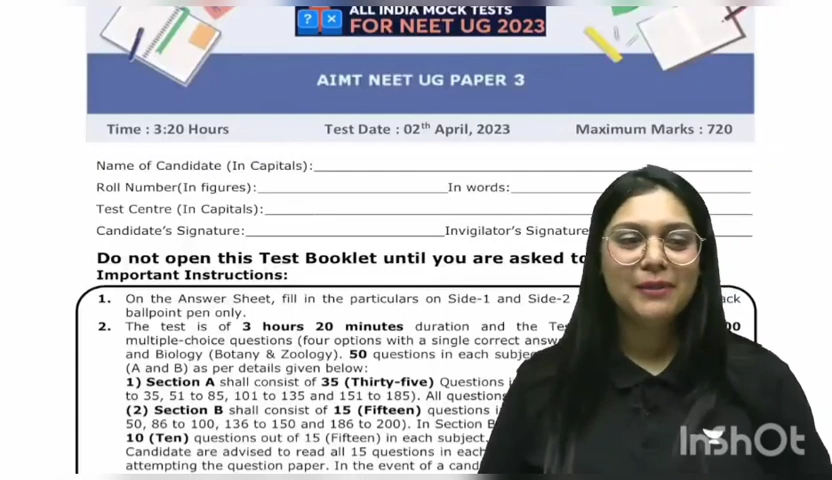 ALL INDIA MOCK TESTS
FOR NEET UG 2023
AIMT NEET UG PAPER 3
Time : 3:20 Hours Test Date : 02th April, 2023 Maximum Marks : 720
Name of Candidate (In Capitals):
Roll Number(In figures): In words:
Test Centre (In Capitals):
Candidate's Signature: Invigilator's Signature
Do not open this Test Booklet until you are asked to
Important Instructions:
1. On the Answer Sheet, fill in the particulars on Side-1 and Side-2
ballpoint pen only.
2. The test is of 3 hours 20 minutes duration and the
multiple-choice questions (four options with a single correct
and Biology (Botany & Zoology). 50 questions in each
(A and B) as per details given below:
1) Section A shall consist of 35 (Thirty-five) Questions
to 35, 51 to 85, 101 to 135 and 151 to 185). All
(2) Section B shall consist of 15 (Fifteen) questions
50, 86 to 100, 136 to 150 and 186 to 200). In Section B
10 (Ten) questions out of 15 (Fifteen) in each subject.
Candidate are advised to read all 15 questions in each
attempting the question paper. In the event of a
InShOt